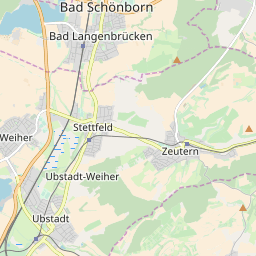 Bad Schönborn
Bad Langenbrücken
Stettfeld
Weiher
Zeutern
Ubstadt-Weiher
Ubstadt